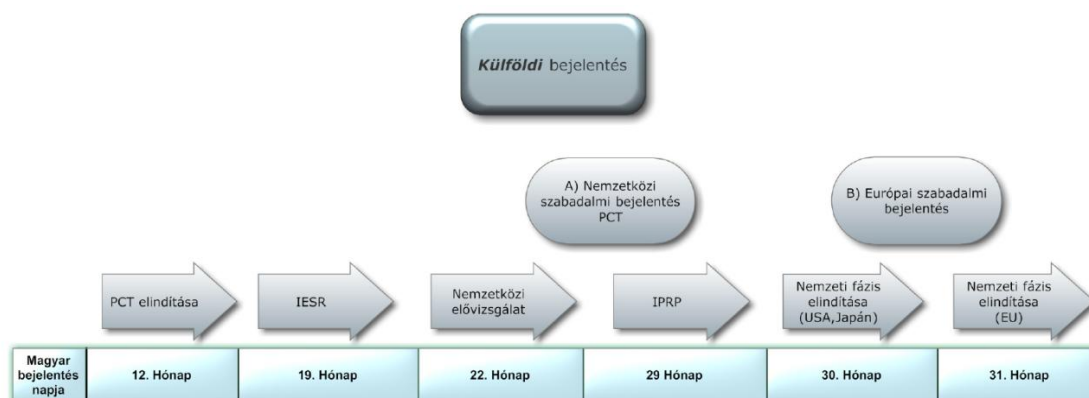 Külföldi bejelentés
A) Nemzetközi
szabadalmi bejelentés
PCT
B) Európai szabadalmi
bejelentés
PCT elindítása
IESR
Nemzetközi
elővizsgálat
IPRP
Nemzeti fázis
elindítása
(USA,Japán)
Nemzeti fázis
elindítása
(EU)
Magyar
bejelentés
napja
12. Hónap
19. Hónap
22. Hónap
29 Hónap
30. Hónap
31. Hónap